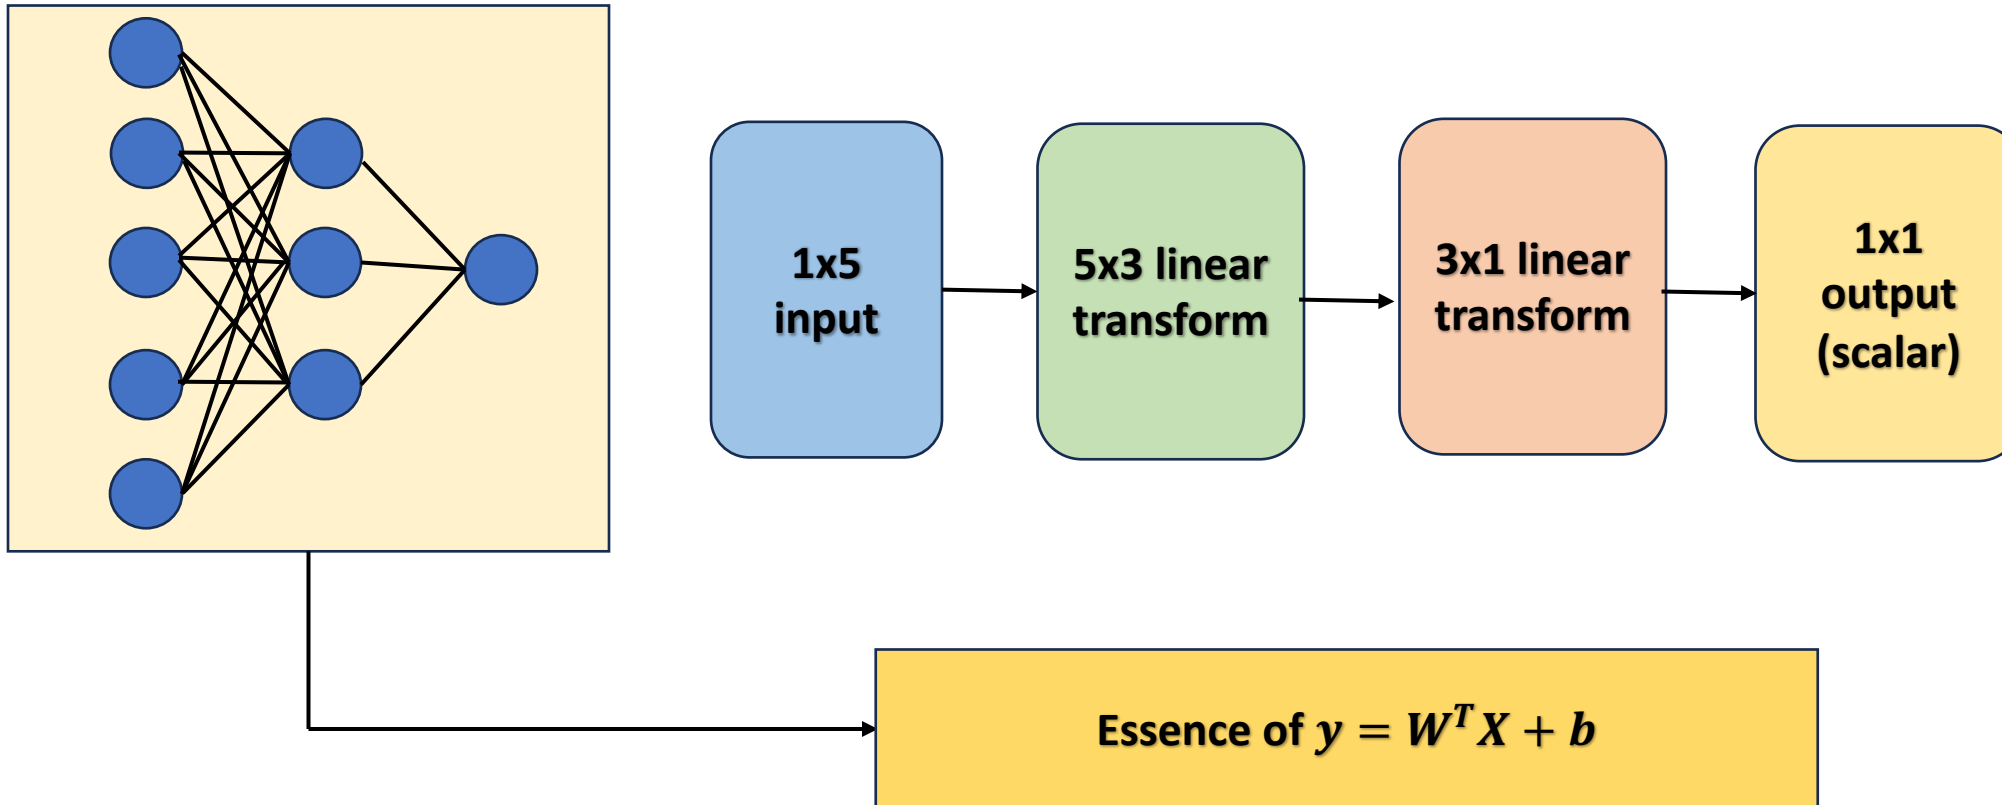 1x5
input
5x3 linear
transform
3x1 linear
transform
1x1
output
(scalar)
Essence of y = W^T X + b